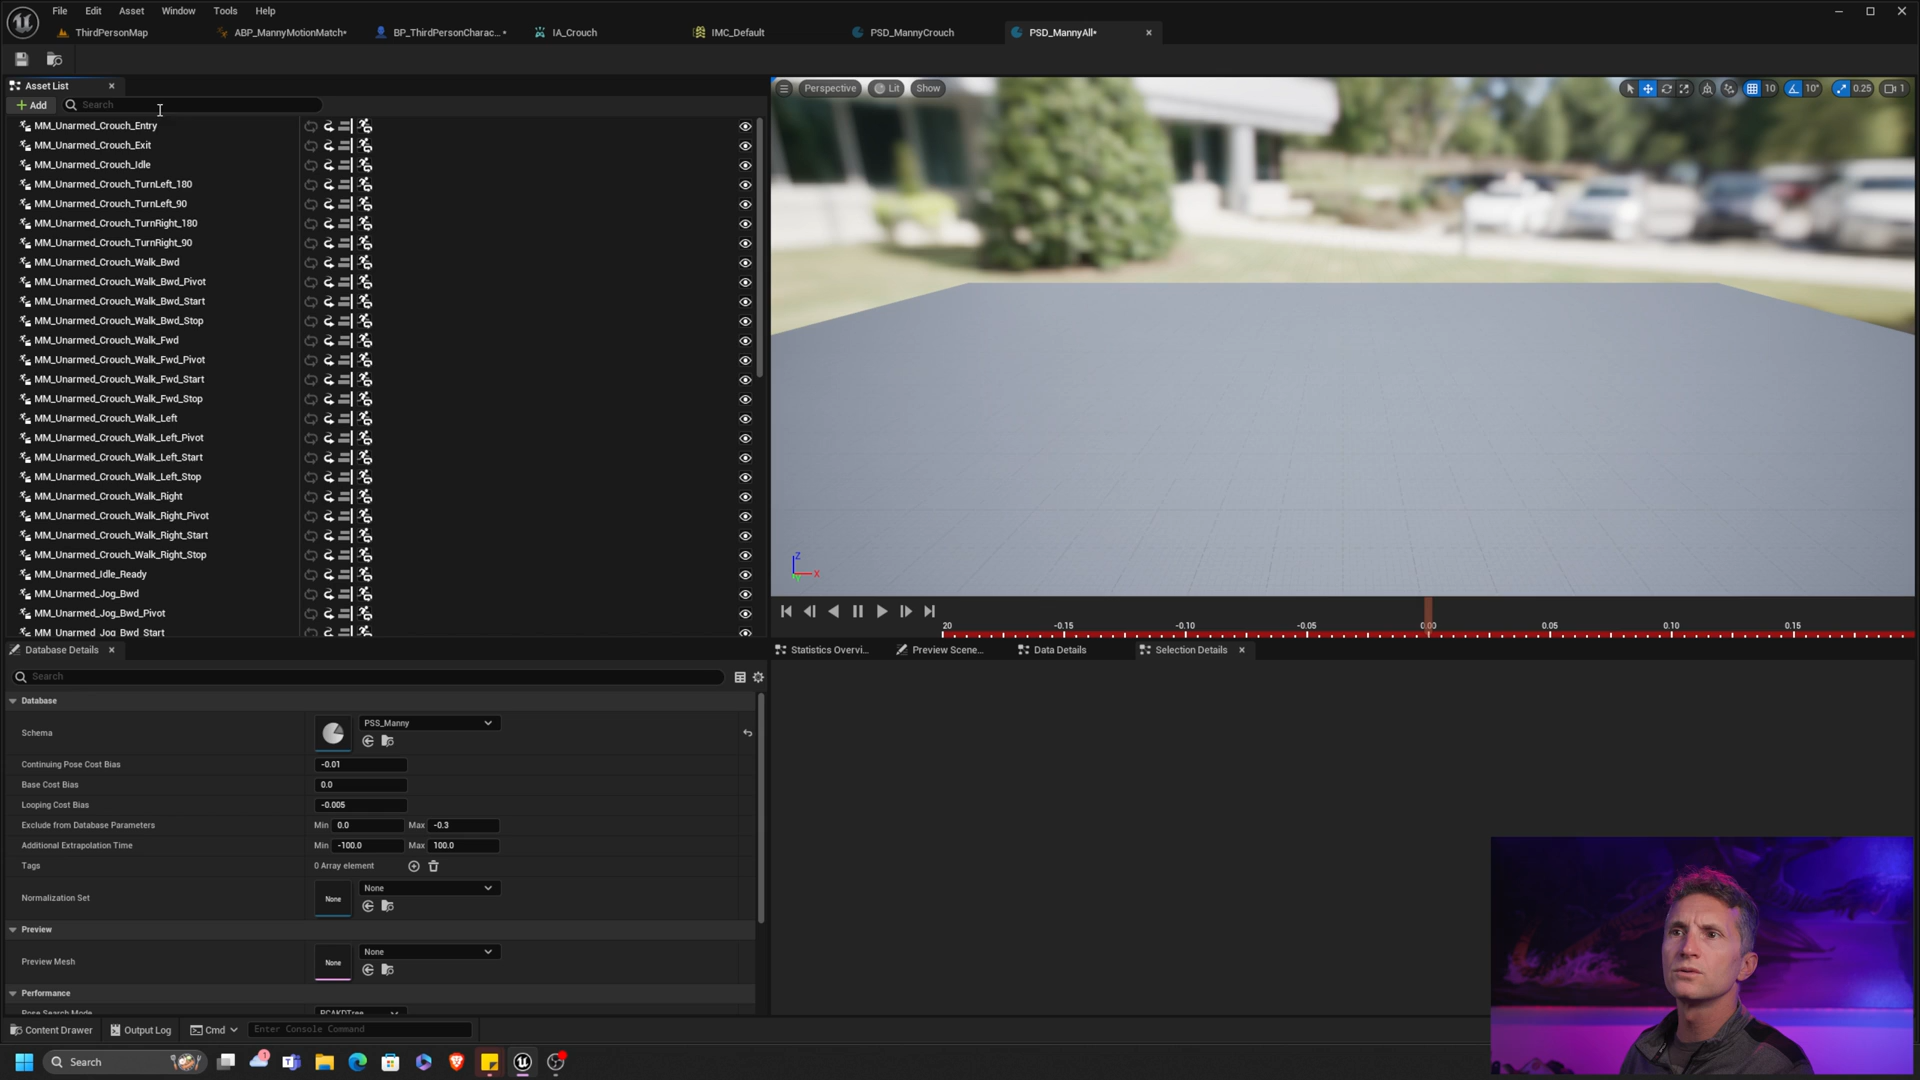 File Edit Asset Window Tools Help
ThirdPersonMap ABP_MannyMotionMatch* BP_ThirdPersonCharac...* IA_Crouch IMC_Default PSD_MannyCrouch PSD_MannyAll*
Asset List
Add Search
MM_Unarmed_Crouch_Entry
MM_Unarmed_Crouch_Exit
MM_Unarmed_Crouch_Idle
MM_Unarmed_Crouch_TurnLeft_180
MM_Unarmed_Crouch_TurnLeft_90
MM_Unarmed_Crouch_TurnRight_180
MM_Unarmed_Crouch_TurnRight_90
MM_Unarmed_Crouch_Walk_Bwd
MM_Unarmed_Crouch_Walk_Bwd_Pivot
MM_Unarmed_Crouch_Walk_Bwd_Start
MM_Unarmed_Crouch_Walk_Bwd_Stop
MM_Unarmed_Crouch_Walk_Fwd
MM_Unarmed_Crouch_Walk_Fwd_Pivot
MM_Unarmed_Crouch_Walk_Fwd_Start
MM_Unarmed_Crouch_Walk_Fwd_Stop
MM_Unarmed_Crouch_Walk_Left
MM_Unarmed_Crouch_Walk_Left_Pivot
MM_Unarmed_Crouch_Walk_Left_Start
MM_Unarmed_Crouch_Walk_Left_Stop
MM_Unarmed_Crouch_Walk_Right
MM_Unarmed_Crouch_Walk_Right_Pivot
MM_Unarmed_Crouch_Walk_Right_Start
MM_Unarmed_Crouch_Walk_Right_Stop
MM_Unarmed_Idle_Ready
MM_Unarmed_Jog_Bwd
MM_Unarmed_Jog_Bwd_Pivot
MM_Unarmed_Jog_Bwd_Start
Perspective Lit Show 10 10° 0.25 1
Z
X
20 -0.15 -0.10 -0.05 0.00 0.05 0.10 0.15
Database Details
Search
Database
Schema PSS_Manny
Continuing Pose Cost Bias -0.01
Base Cost Bias 0.0
Looping Cost Bias -0.005
Exclude from Database Parameters Min 0.0 Max -0.3
Additional Extrapolation Time Min -100.0 Max 100.0
Tags 0 Array element
Normalization Set None None
Preview
Preview Mesh None None
Performance
Pose Search Mode PCAKDTree
Statistics Overvi... Preview Scene... Data Details Selection Details
Content Drawer Output Log Cmd Enter Console Command
Search 1